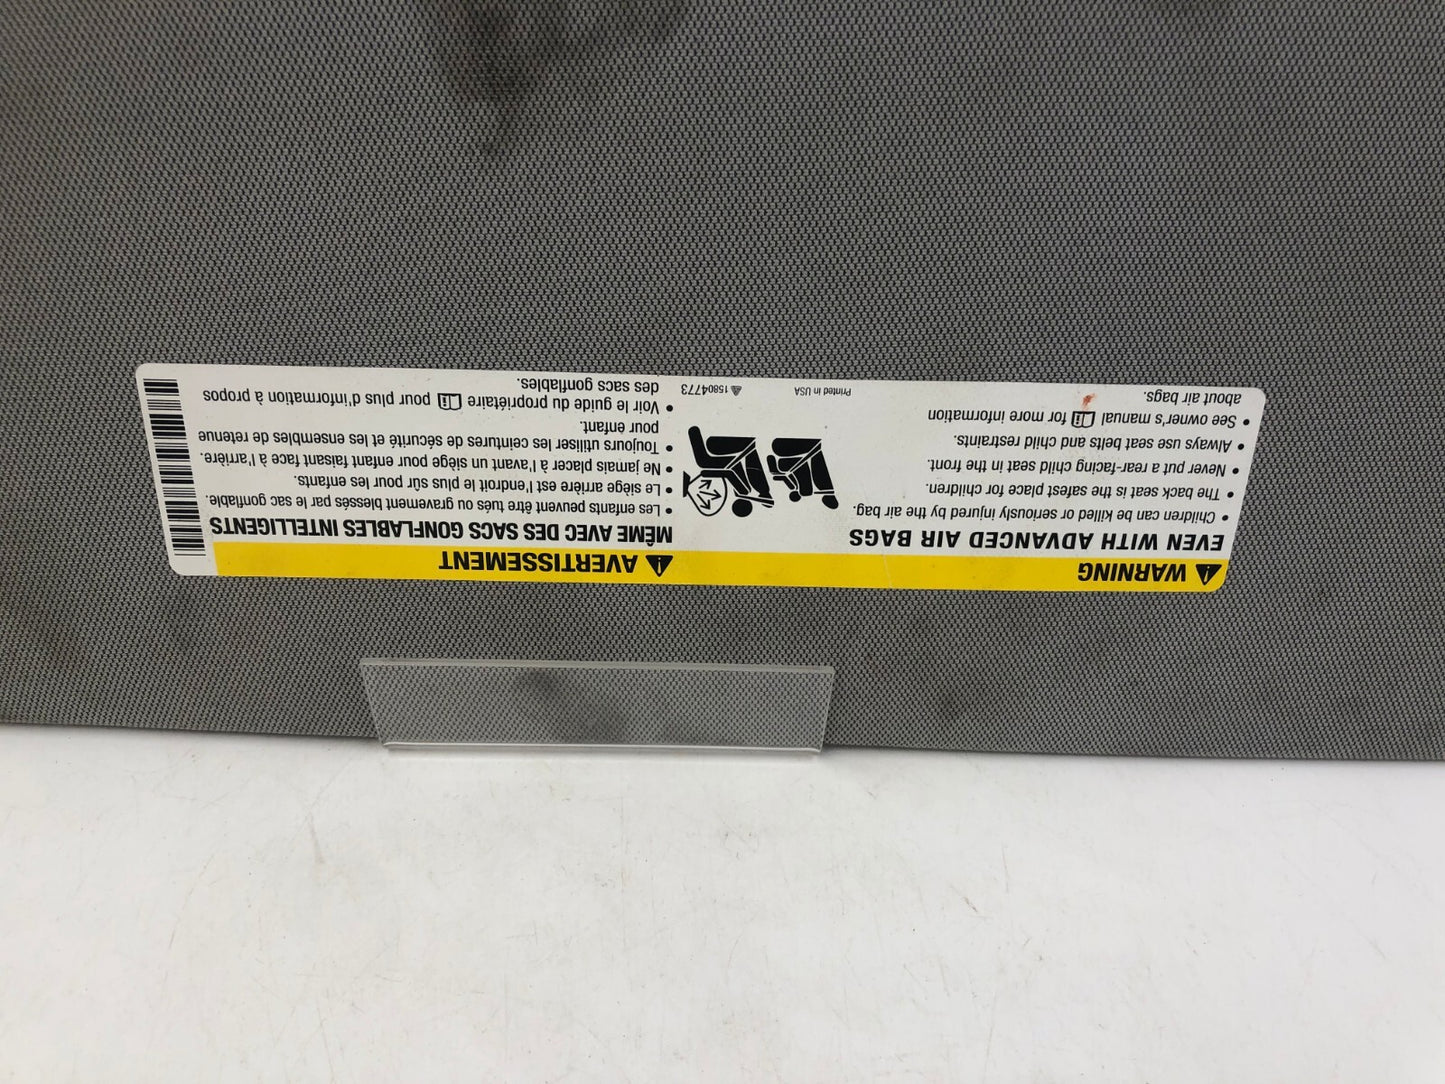 WARNING
EVEN WITH ADVANCED AIR BAGS
• Children can be killed or seriously injured by the air bag.
• The back seat is the safest place for children.
• Never put a rear-facing child seat in the front.
• Always use seat belts and child restraints.
• See owner's manual for more information
about air bags.
Printed in USA
15804773
AVERTISSEMENT
MÊME AVEC DES SACS GONFLABLES INTELLIGENTS
• Les enfants peuvent être tués ou gravement blessés par le sac gonflable.
• Le siège arrière est l'endroit le plus sûr pour les enfants.
• Ne jamais placer à l'avant un siège pour enfant faisant face à l'arrière.
• Toujours utiliser les ceintures de sécurité et les ensembles de retenue
pour enfant.
• Voir le guide du propriétaire pour plus d'information à propos
des sacs gonflables.